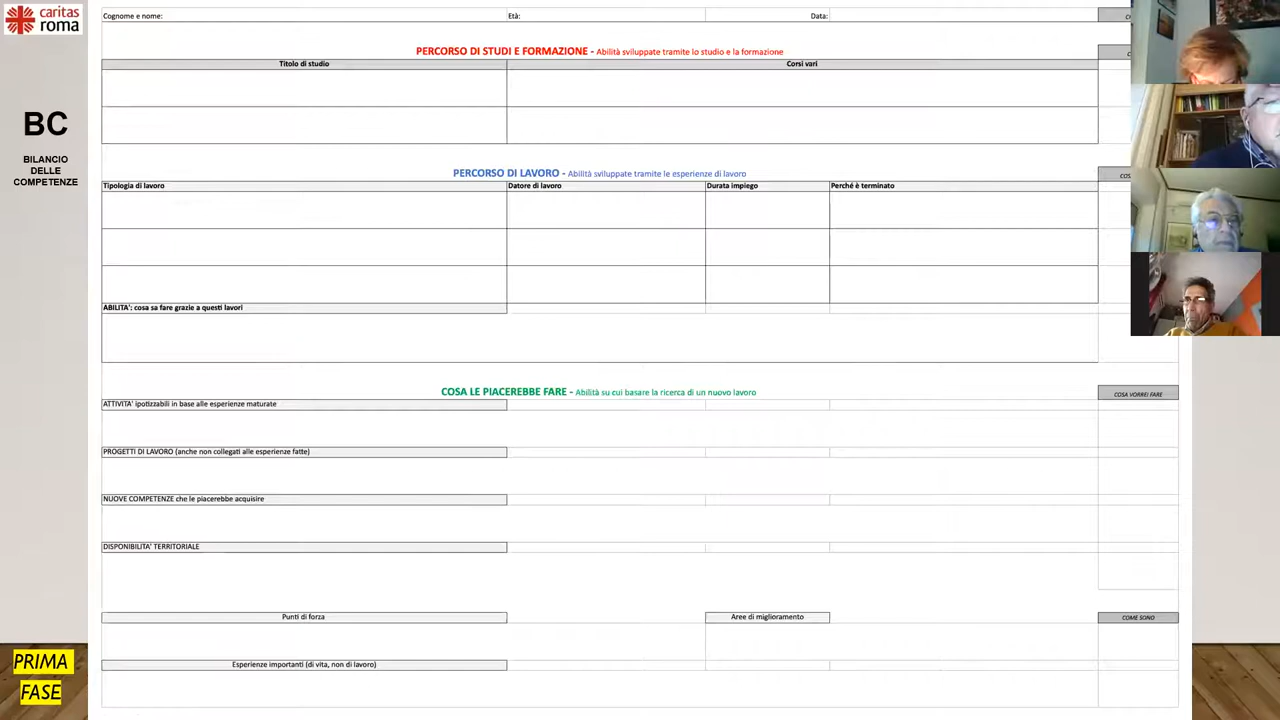 caritas
roma
BC
BILANCIO
DELLE
COMPETENZE
PRIMA
FASE
Cognome e nome:
Età:
Data:
PERCORSO DI STUDI E FORMAZIONE - Abilità sviluppate tramite lo studio e la formazione
Titolo di studio
Corsi vari
PERCORSO DI LAVORO - Abilità sviluppate tramite le esperienze di lavoro
Tipologia di lavoro
Datore di lavoro
Durata impiego
Perché è terminato
ABILITA': cosa sa fare grazie a questi lavori
COSA LE PIACEREBBE FARE - Abilità su cui basare la ricerca di un nuovo lavoro
COSA VORREI FARE
ATTIVITA' ipotizzabili in base alle esperienze maturate
PROGETTI DI LAVORO (anche non collegati alle esperienze fatte)
NUOVE COMPETENZE che le piacerebbe acquisire
DISPONIBILITA' TERRITORIALE
Punti di forza
Aree di miglioramento
COME SONO
Esperienze importanti (di vita, non di lavoro)